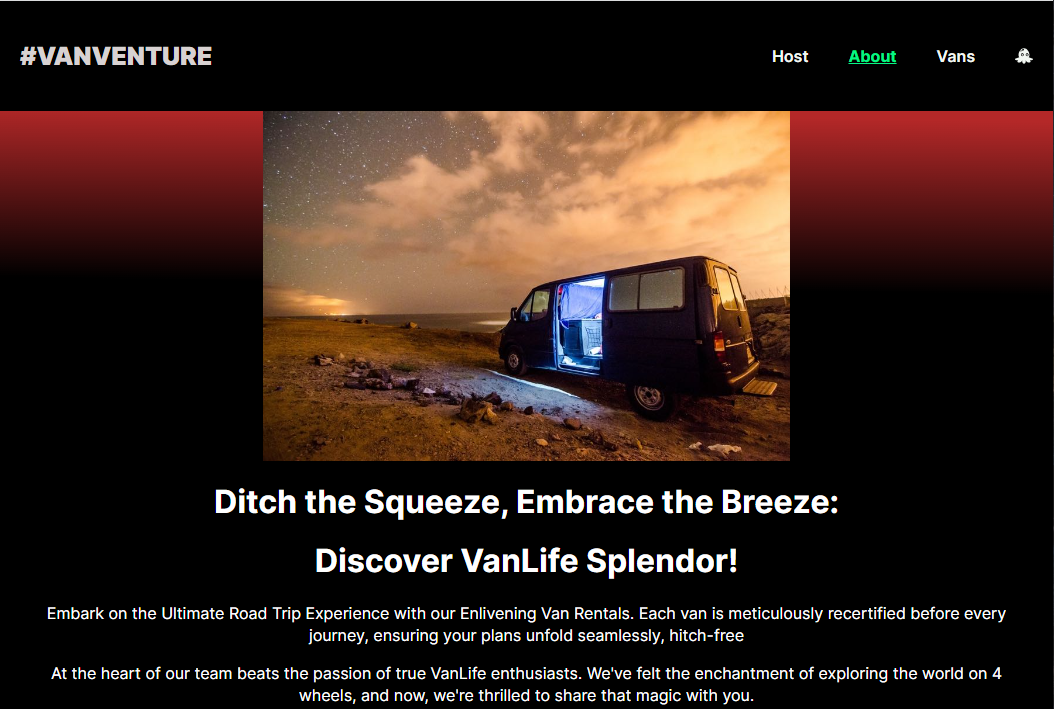 #VANVENTURE
Host
About
Vans
Ditch the Squeeze, Embrace the Breeze:
Discover VanLife Splendor!
Embark on the Ultimate Road Trip Experience with our Enlivening Van Rentals. Each van is meticulously recertified before every
journey, ensuring your plans unfold seamlessly, hitch-free
At the heart of our team beats the passion of true VanLife enthusiasts. We've felt the enchantment of exploring the world on 4
wheels, and now, we're thrilled to share that magic with you.